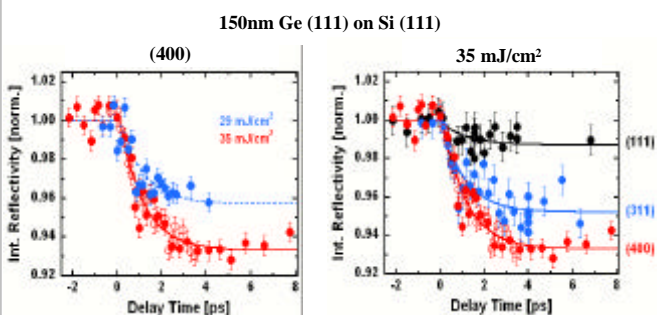 150nm Ge (111) on Si (111)
(400)
35 mJ/cm²
Int. Reflectivity [norm.]
1.02
1.00
0.98
0.96
0.94
0.92
29 mJ/cm²
35 mJ/cm²
-2 0 2 4 6 8
Delay Time [ps]
Int. Reflectivity [norm.]
1.02
1.00
0.98
0.96
0.94
0.92
(111)
(311)
(400)
-2 0 2 4 6 8
Delay Time [ps]